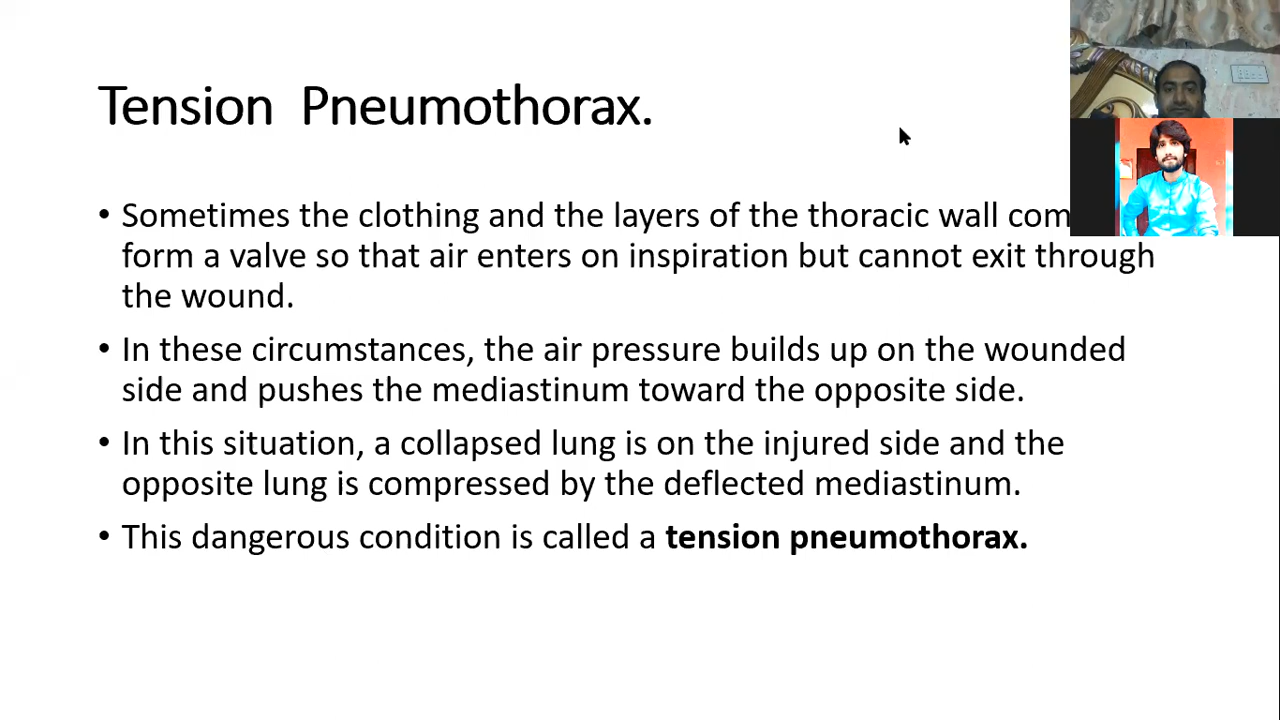 Tension Pneumothorax.
• Sometimes the clothing and the layers of the thoracic wall
form a valve so that air enters on inspiration but cannot exit through
the wound.
• In these circumstances, the air pressure builds up on the wounded
side and pushes the mediastinum toward the opposite side.
• In this situation, a collapsed lung is on the injured side and the
opposite lung is compressed by the deflected mediastinum.
• This dangerous condition is called a tension pneumothorax.